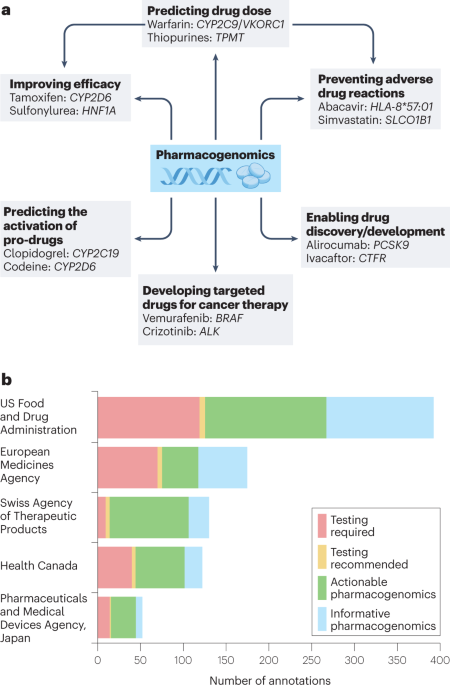 a
Predicting drug dose
Warfarin: CYP2C9/VKORC1
Thiopurines: TPMT
Improving efficacy
Tamoxifen: CYP2D6
Sulfonylurea: HNF1A
Preventing adverse
drug reactions
Abacavir: HLA-8*57:01
Simvastatin: SLCO1B1
Pharmacogenomics
Predicting the
activation of
pro-drugs
Clopidogrel: CYP2C19
Codeine: CYP2D6
Enabling drug
discovery/development
Alirocumab: PCSK9
Ivacaftor: CTFR
Developing targeted
drugs for cancer therapy
Vemurafenib: BRAF
Crizotinib: ALK
b
US Food
and Drug
Administration
European
Medicines
Agency
Swiss Agency
of Therapeutic
Products
Health Canada
Pharmaceuticals
and Medical
Devices Agency,
Japan
Testing
required
Testing
recommended
Actionable
pharmacogenomics
Informative
pharmacogenomics
0 50 100 150 200 250 300 350 400
Number of annotations